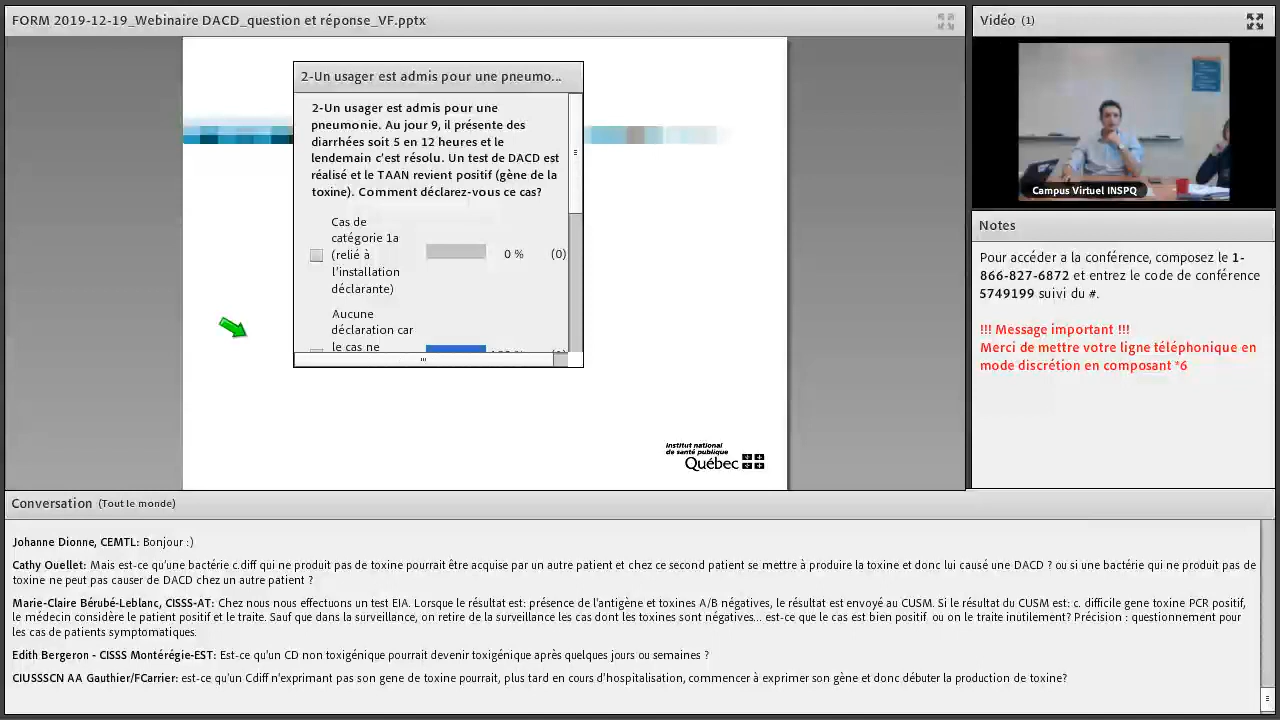 FORM 2019-12-19_Webinaire DACD_question et réponse_VF.pptx
2-Un usager est admis pour une pneumo...
2-Un usager est admis pour une
pneumonie. Au jour 9, il présente des
diarrhées soit 5 en 12 heures et le
lendemain c'est résolu. Un test de DACD est
réalisé et le TAAN revient positif (gène de la
toxine). Comment déclarez-vous ce cas?
Cas de
catégorie 1a
(relié à
l'installation
déclarante)
0 % (0)
Aucune
déclaration car
le cas ne
Institut national
de santé publique
Québec
Vidéo (1)
Campus Virtuel INSPQ
Notes
Pour accéder a la conférence, composez le 1-
866-827-6872 et entrez le code de conférence
5749199 suivi du #.
!!! Message important !!!
Merci de mettre votre ligne téléphonique en
mode discrétion en composant *6
Conversation (Tout le monde)
Johanne Dionne, CEMTL: Bonjour :)
Cathy Ouellet: Mais est-ce qu'une bactérie c.diff qui ne produit pas de toxine pourrait être acquise par un autre patient et chez ce second patient se mettre à produire la toxine et donc lui causé une DACD ? ou si une bactérie qui ne produit pas de
toxine ne peut pas causer de DACD chez un autre patient ?
Marie-Claire Bérubé-Leblanc, CISSS-AT: Chez nous nous effectuons un test EIA. Lorsque le résultat est: présence de l'antigène et toxines A/B négatives, le résultat est envoyé au CUSM. Si le résultat du CUSM est: c. difficile gene toxine PCR positif,
le médecin considère le patient positif et le traite. Sauf que dans la surveillance, on retire de la surveillance les cas dont les toxines sont négatives... est-ce que le cas est bien positif ou on le traite inutilement? Précision : questionnement pour
les cas de patients symptomatiques.
Edith Bergeron - CISSS Montérégie-EST: Est-ce qu'un CD non toxigénique pourrait devenir toxigénique après quelques jours ou semaines ?
CIUSSSCN AA Gauthier/FCarrier: est-ce qu'un Cdiff n'exprimant pas son gene de toxine pourrait, plus tard en cours d'hospitalisation, commencer à exprimer son gène et donc débuter la production de toxine?